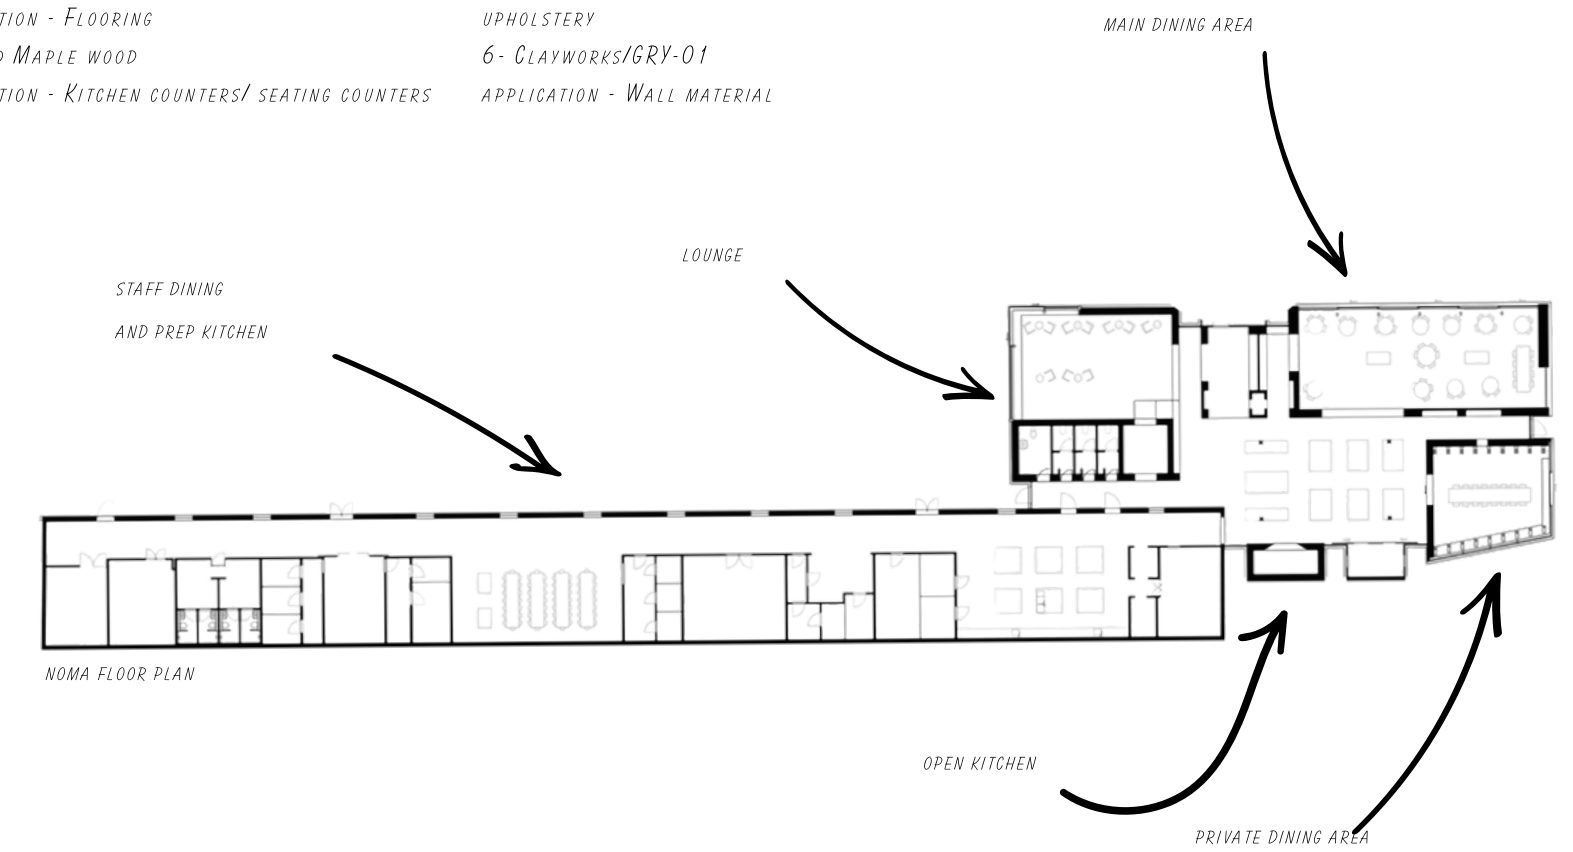 TION - FLOORING
MAPLE WOOD
TION - KITCHEN COUNTERS/ SEATING COUNTERS
UPHOLSTERY
6- CLAYWORKS/GRY-01
APPLICATION - WALL MATERIAL
MAIN DINING AREA
LOUNGE
STAFF DINING
AND PREP KITCHEN
NOMA FLOOR PLAN
OPEN KITCHEN
PRIVATE DINING AREA